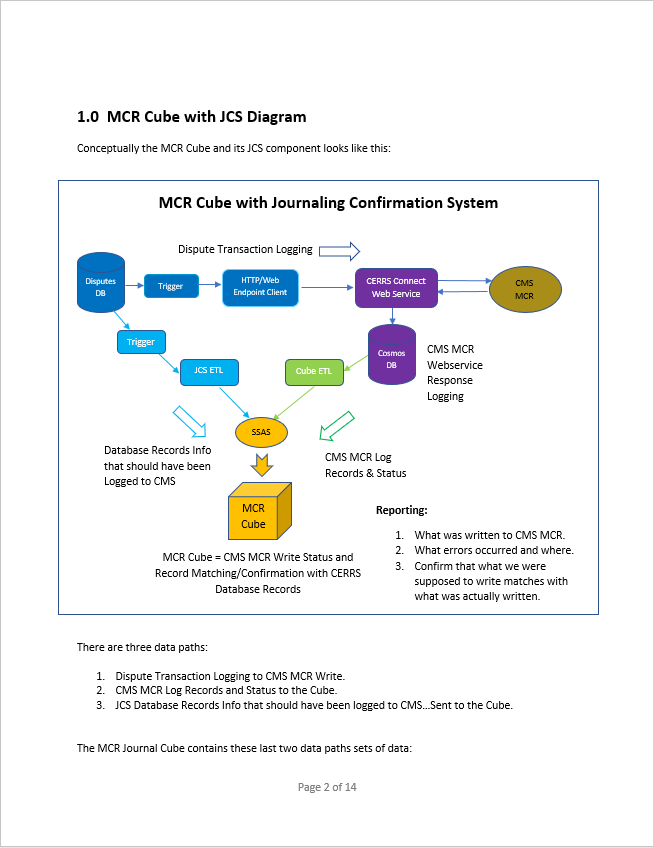 1.0 MCR Cube with JCS Diagram
Conceptually the MCR Cube and its JCS component looks like this:
MCR Cube with Journaling Confirmation System
Dispute Transaction Logging
Disputes
DB
Trigger
HTTP/Web
Endpoint Client
CERRS Connect
Web Service
CMS
MCR
Trigger
JCS ETL
Cube ETL
Cosmos
DB
CMS MCR
Webservice
Response
Logging
SSAS
Database Records Info
that should have been
Logged to CMS
CMS MCR Log
Records & Status
MCR
Cube
MCR Cube = CMS MCR Write Status and
Record Matching/Confirmation with CERRS
Database Records
Reporting:
1. What was written to CMS MCR.
2. What errors occurred and where.
3. Confirm that what we were
supposed to write matches with
what was actually written.
There are three data paths:
1. Dispute Transaction Logging to CMS MCR Write.
2. CMS MCR Log Records and Status to the Cube.
3. JCS Database Records Info that should have been logged to CMS…Sent to the Cube.
The MCR Journal Cube contains these last two data paths sets of data:
Page 2 of 14